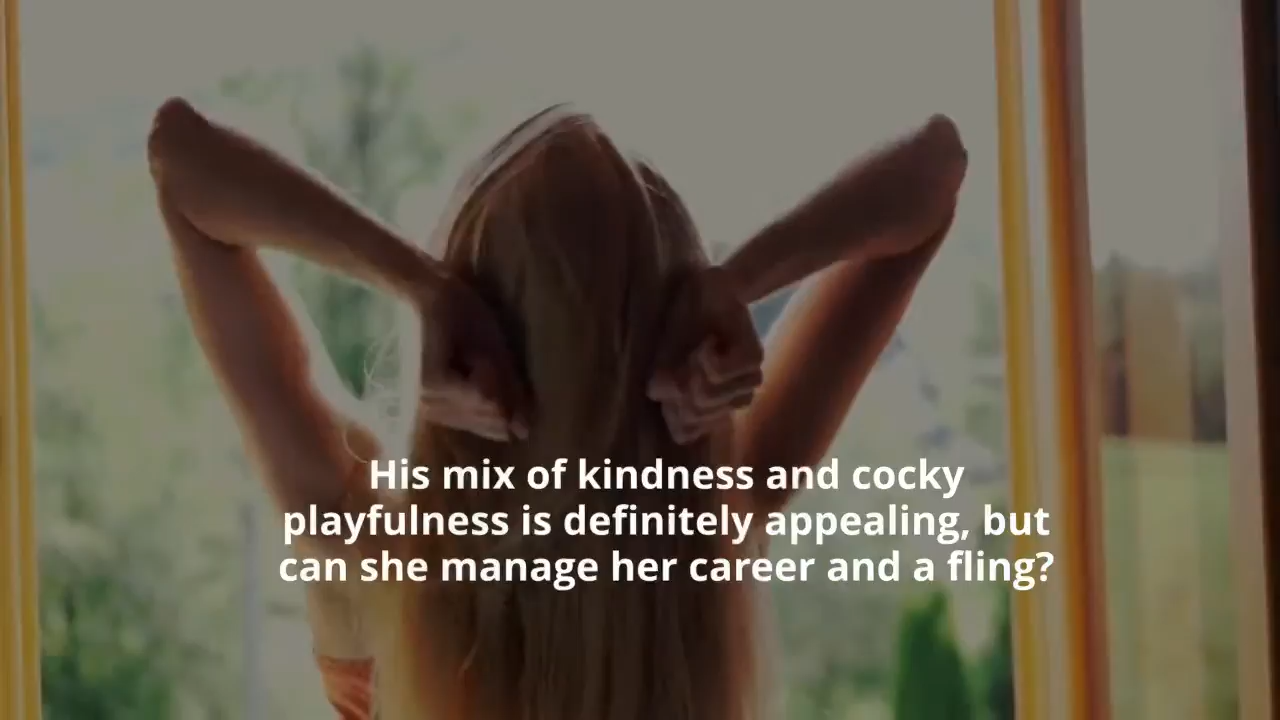 His mix of kindness and cocky
playfulness is definitely appealing, but
can she manage her career and a fling?